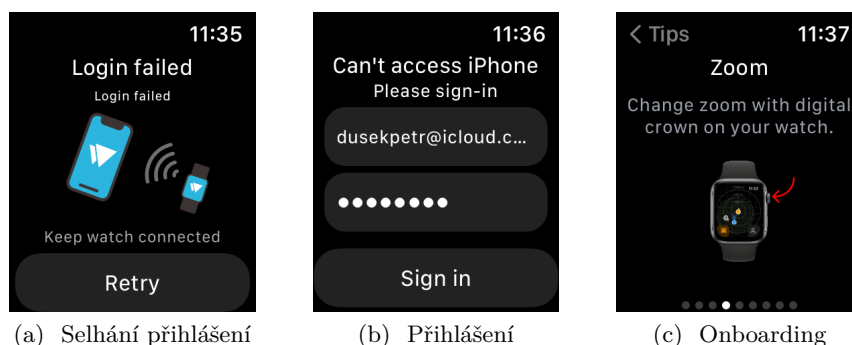 11:35
Login failed
Login failed
Keep watch connected
Retry
(a) Selhání přihlášení
11:36
Can't access iPhone
Please sign-in
dusekpetr@icloud.c...
●●●●●●●●
Sign in
(b) Přihlášení
< Tips 11:37
Zoom
Change zoom with digital
crown on your watch.
(c) Onboarding